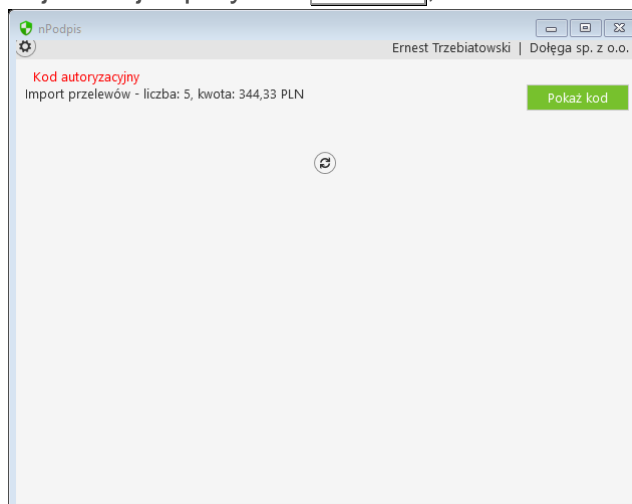 nPodpis
Ernest Trzebiatowski | Dołęga sp. z o.o.
Kod autoryzacyjny
Import przelewów - liczba: 5, kwota: 344,33 PLN
Pokaż kod